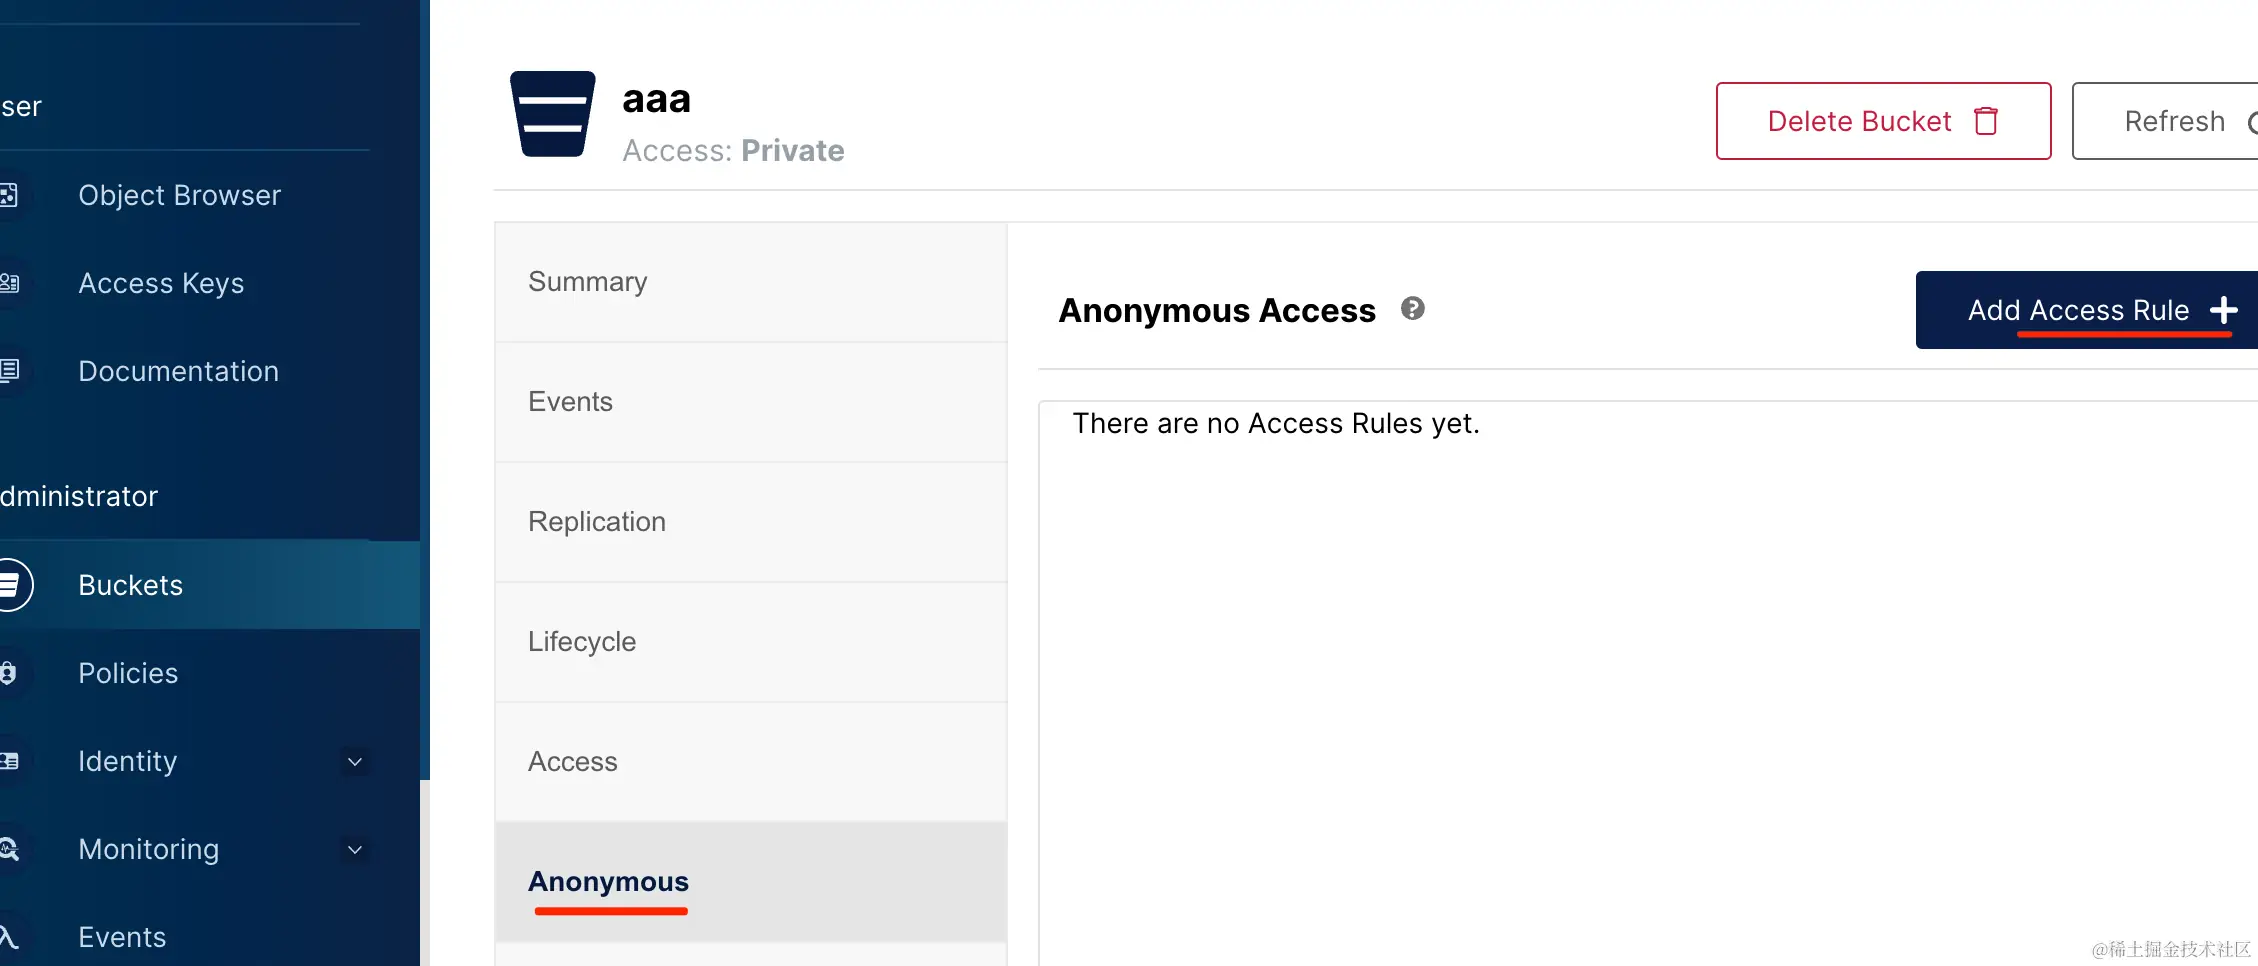 ser
Object Browser
Access Keys
Documentation
dministrator
Buckets
Policies
Identity
Monitoring
Events
aaa
Access: Private
Delete Bucket
Refresh
Summary
Events
Replication
Lifecycle
Access
Anonymous
Anonymous Access
Add Access Rule
There are no Access Rules yet.
@稀土掘金技术社区